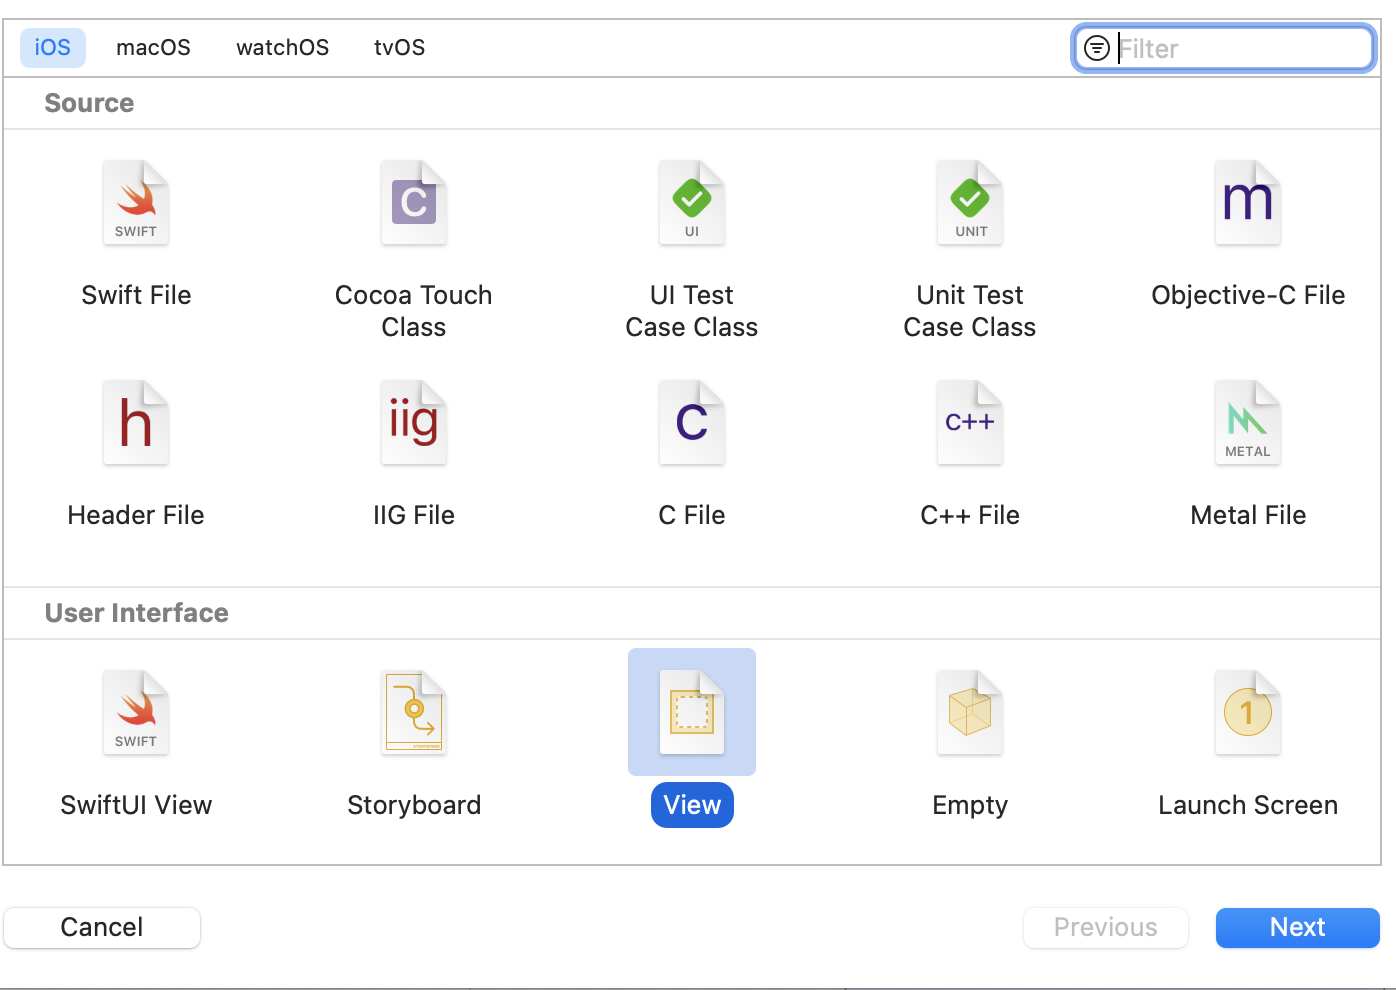 iOS macOS watchOS tvOS Filter
Source
SWIFT C UI UNIT m
Swift File Cocoa Touch Class UI Test Case Class Unit Test Case Class Objective-C File
h iig C C++ METAL
Header File IIG File C File C++ File Metal File
User Interface
SWIFT 1
SwiftUI View Storyboard View Empty Launch Screen
Cancel Previous Next